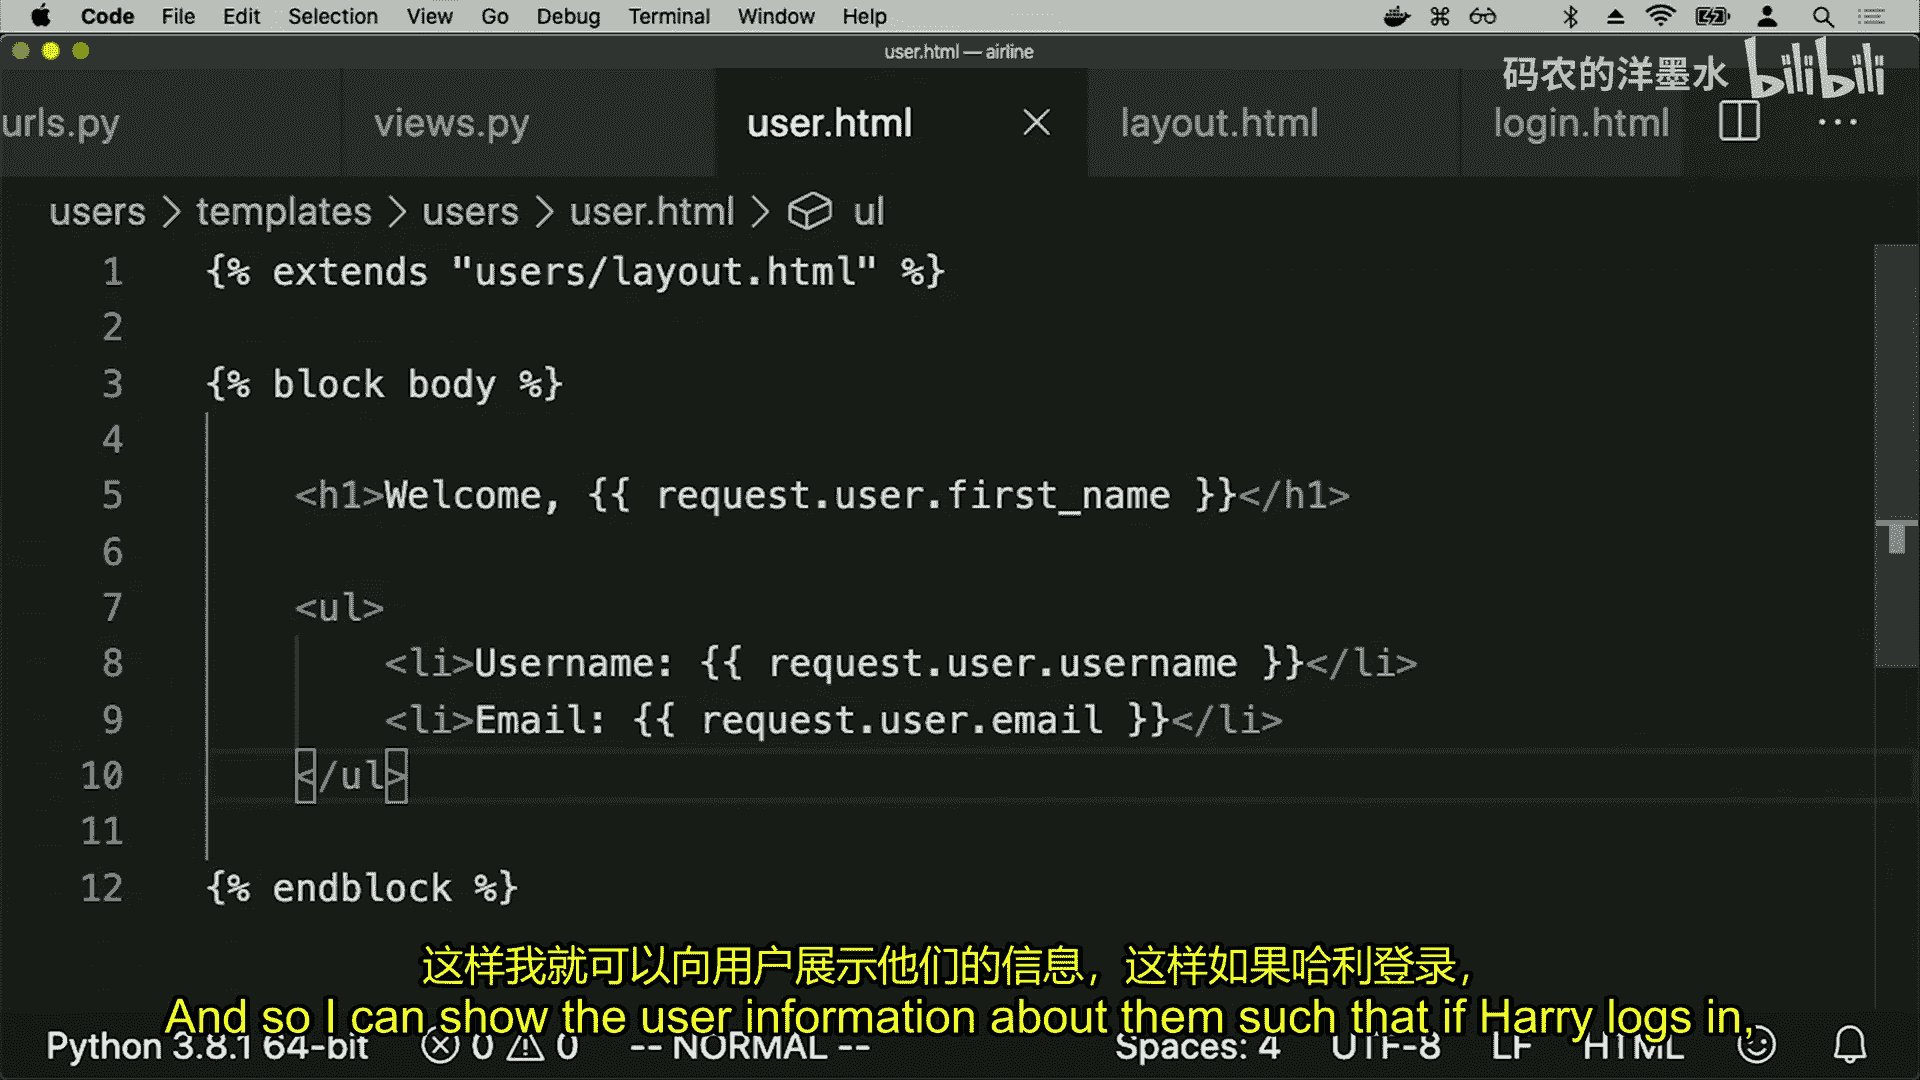 Code File Edit Selection View Go Debug Terminal Window Help
user.html — airline
码农的洋墨水 bilibili
urls.py views.py user.html layout.html login.html
users > templates > users > user.html > ul
1 {% extends "users/layout.html" %}
2
3 {% block body %}
4
5 <h1>Welcome, {{ request.user.first_name }}</h1>
6
7 <ul>
8 <li>Username: {{ request.user.username }}</li>
9 <li>Email: {{ request.user.email }}</li>
10 </ul>
11
12 {% endblock %}
这样我就可以向用户展示他们的信息，这样如果哈利登录，
And so I can show the user information about them such that if Harry logs in,
Python 3.8.1 64-bit 0 0 -- NORMAL -- Spaces: 4 UTF-8 LF HTML